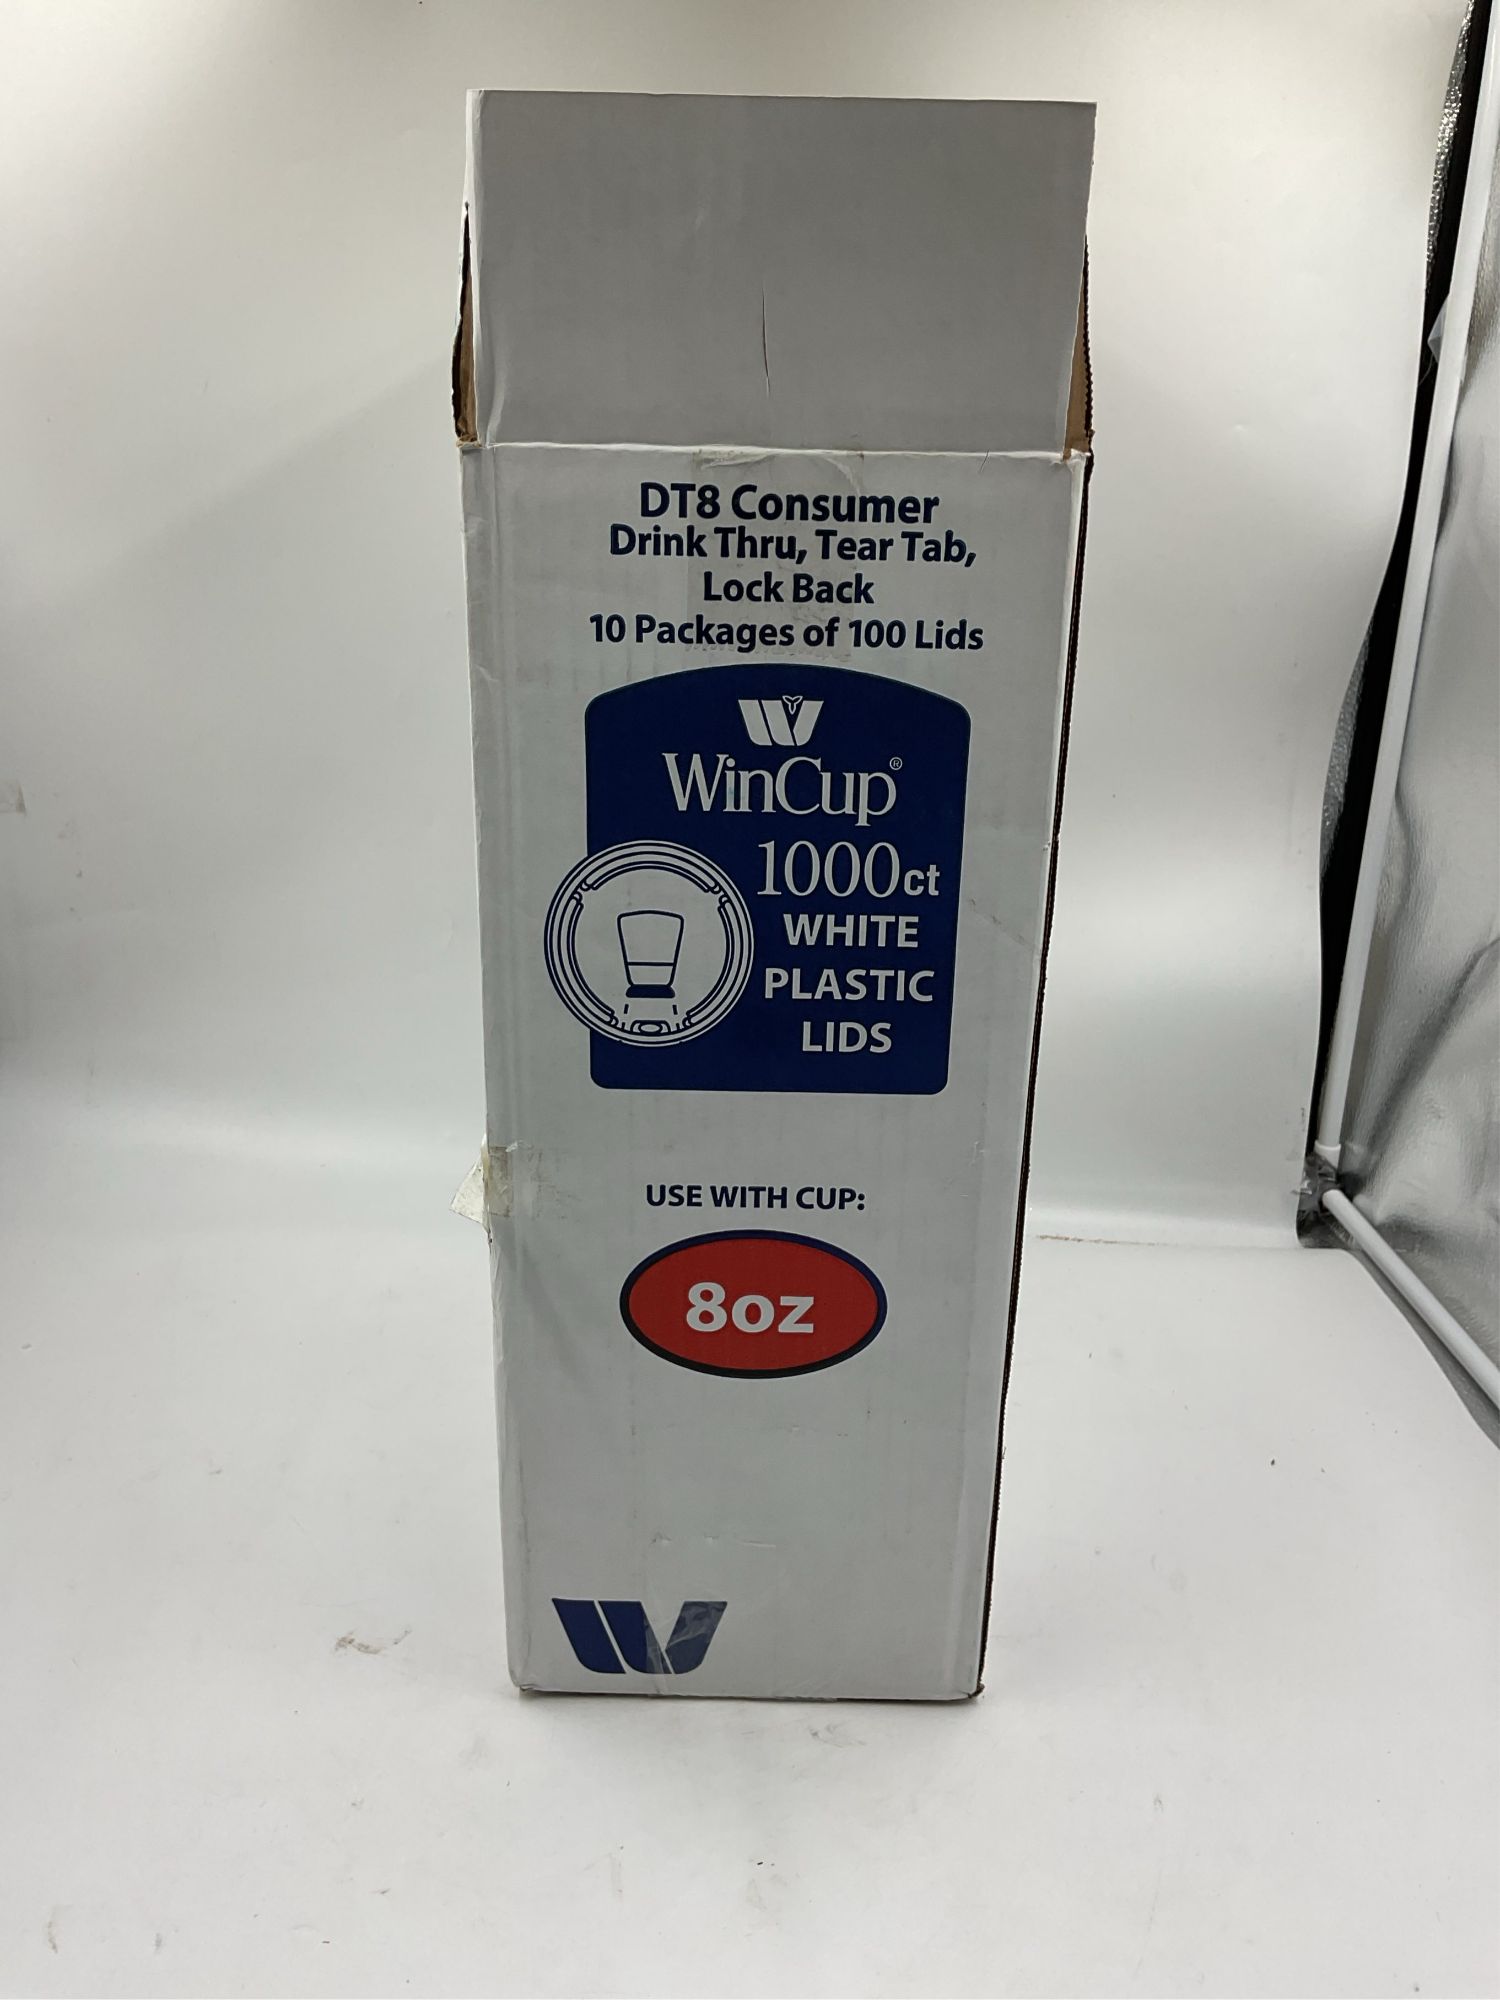 DT8 Consumer
Drink Thru, Tear Tab,
Lock Back
10 Packages of 100 Lids
WinCup®
1000ct
WHITE
PLASTIC
LIDS
USE WITH CUP:
8oz